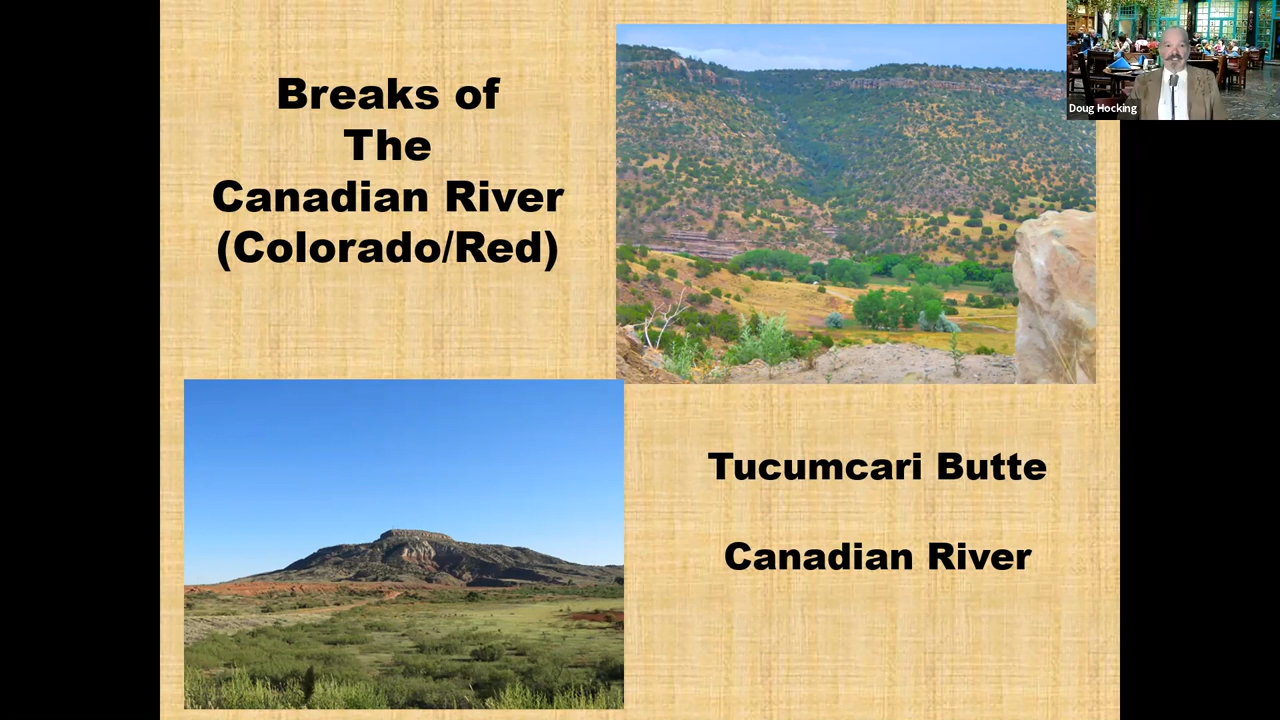 Breaks of
The
Canadian River
(Colorado/Red)
Doug Hocking
Tucumcari Butte
Canadian River